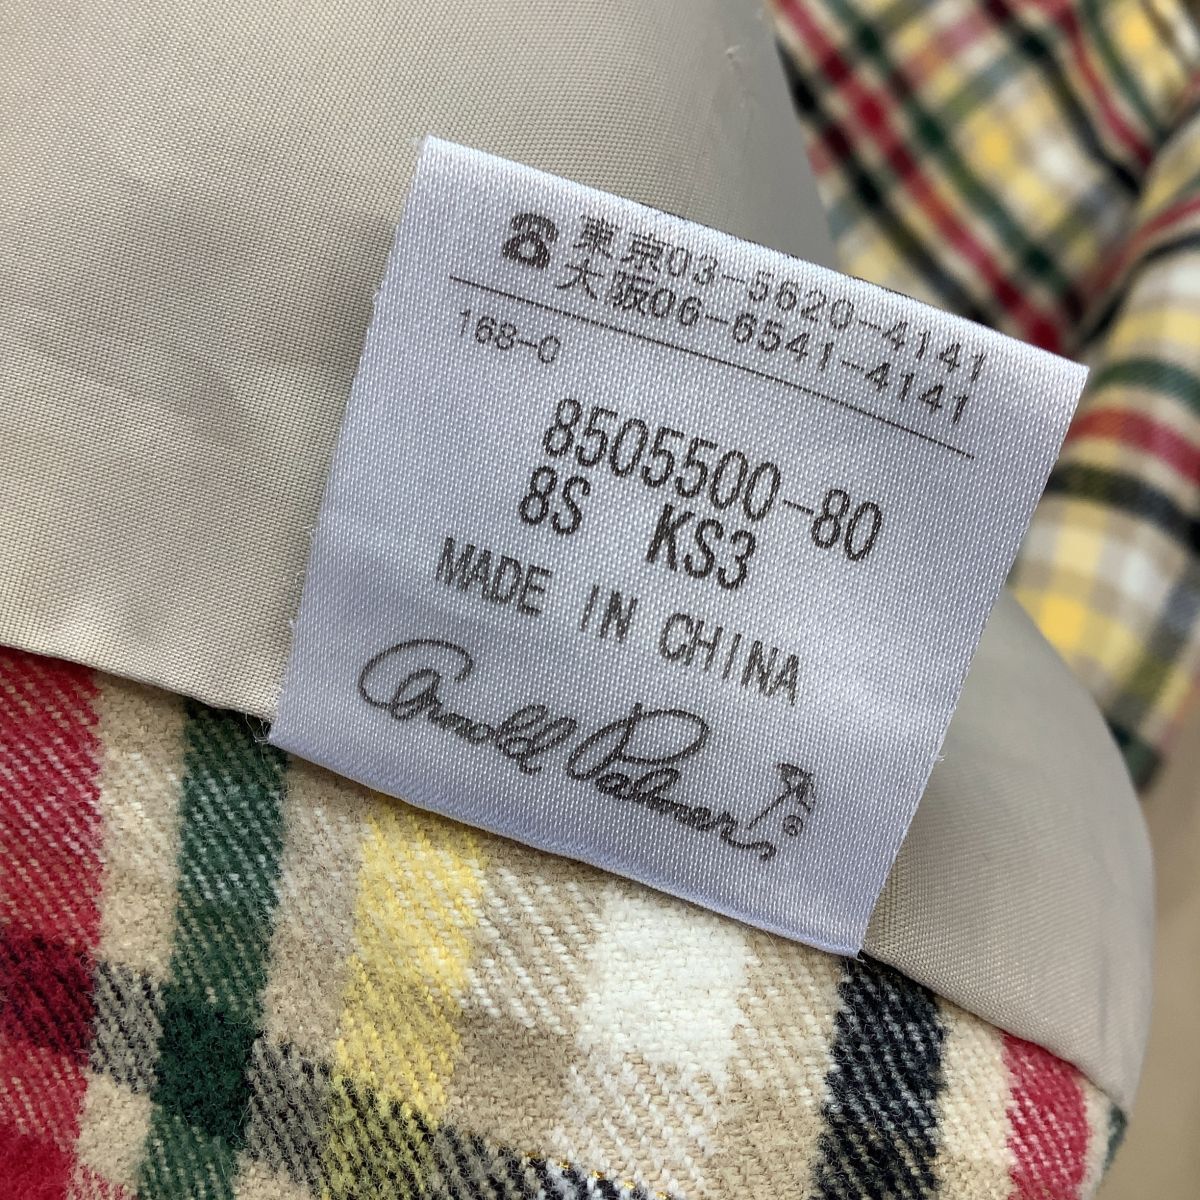 ☎東京03-5620-4141
大阪06-6541-4141
168-0
8505500-80
8S KS3
MADE IN CHINA
Arnold Palmer ®